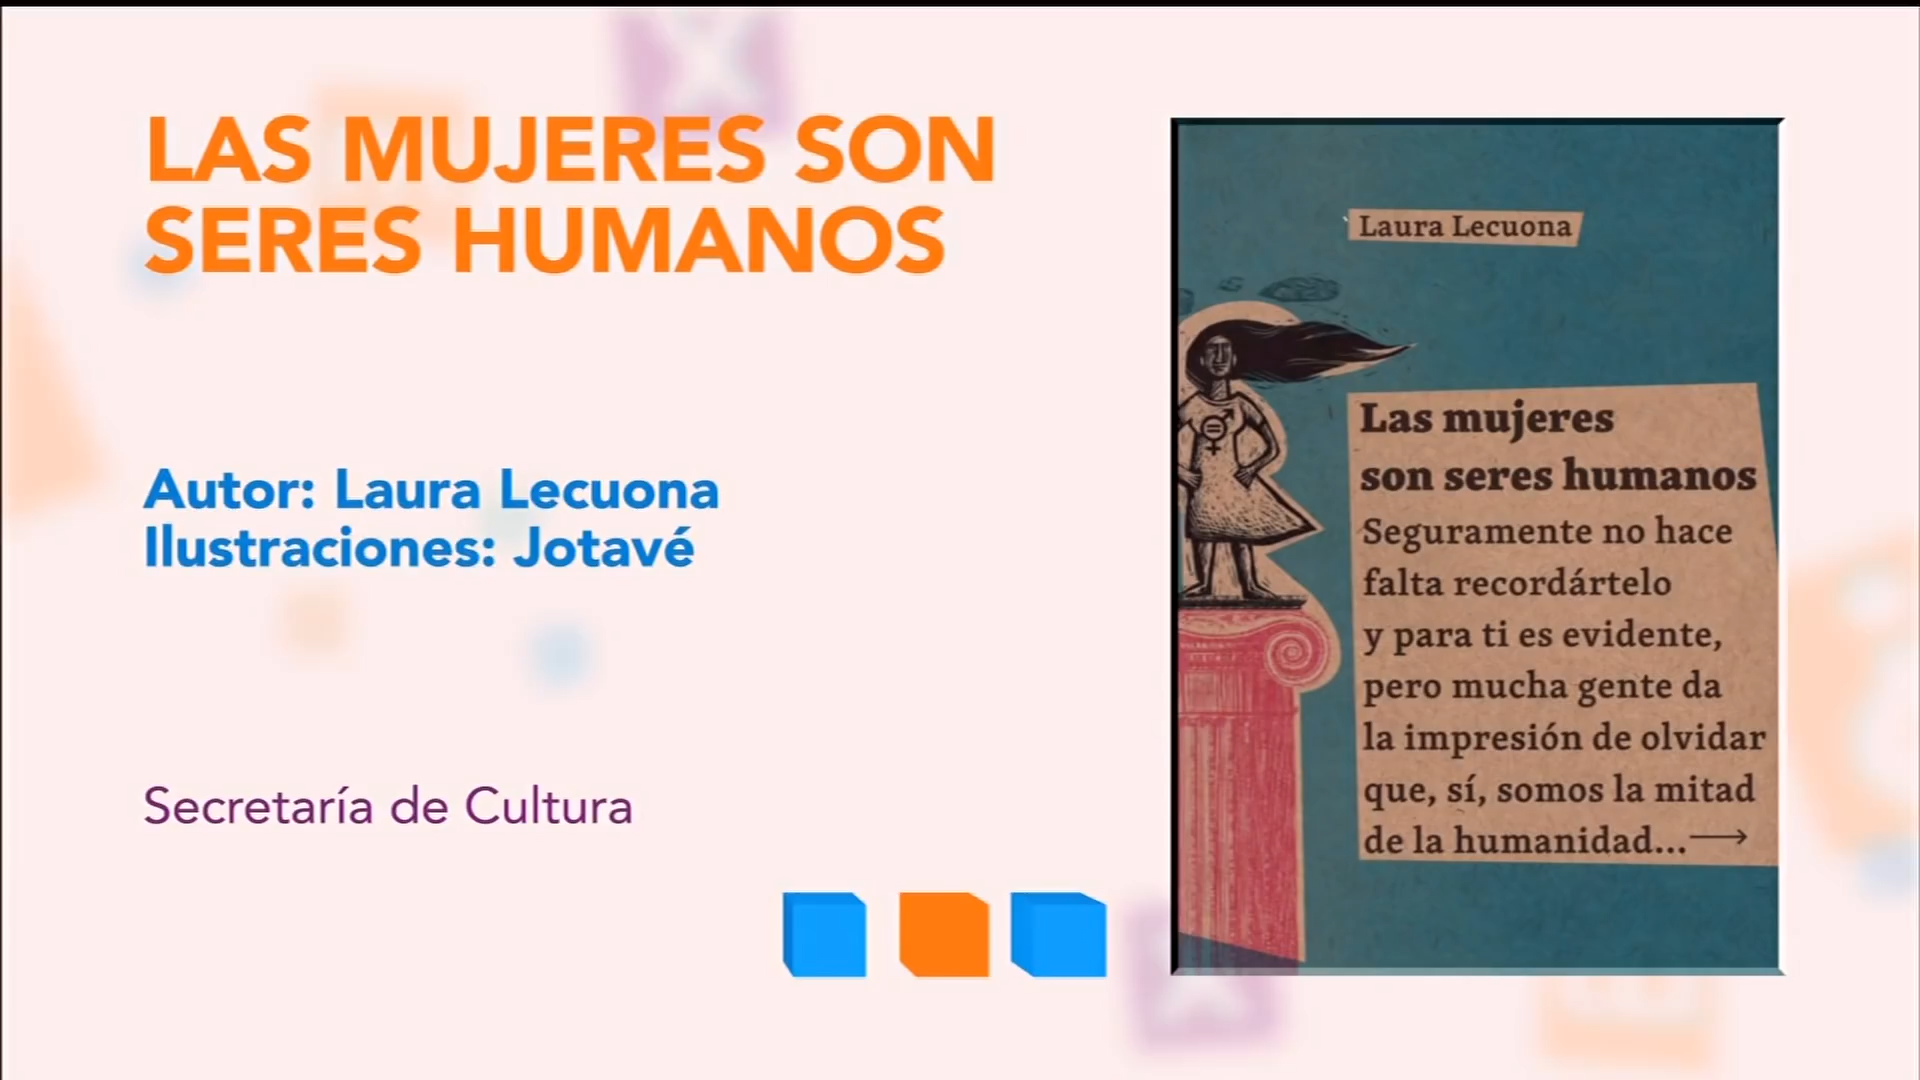 LAS MUJERES SON
SERES HUMANOS
Autor: Laura Lecuona
Ilustraciones: Jotavé
Secretaría de Cultura
Laura Lecuona
Las mujeres
son seres humanos
Seguramente no hace
falta recordártelo
y para ti es evidente,
pero mucha gente da
la impresión de olvidar
que, sí, somos la mitad
de la humanidad...